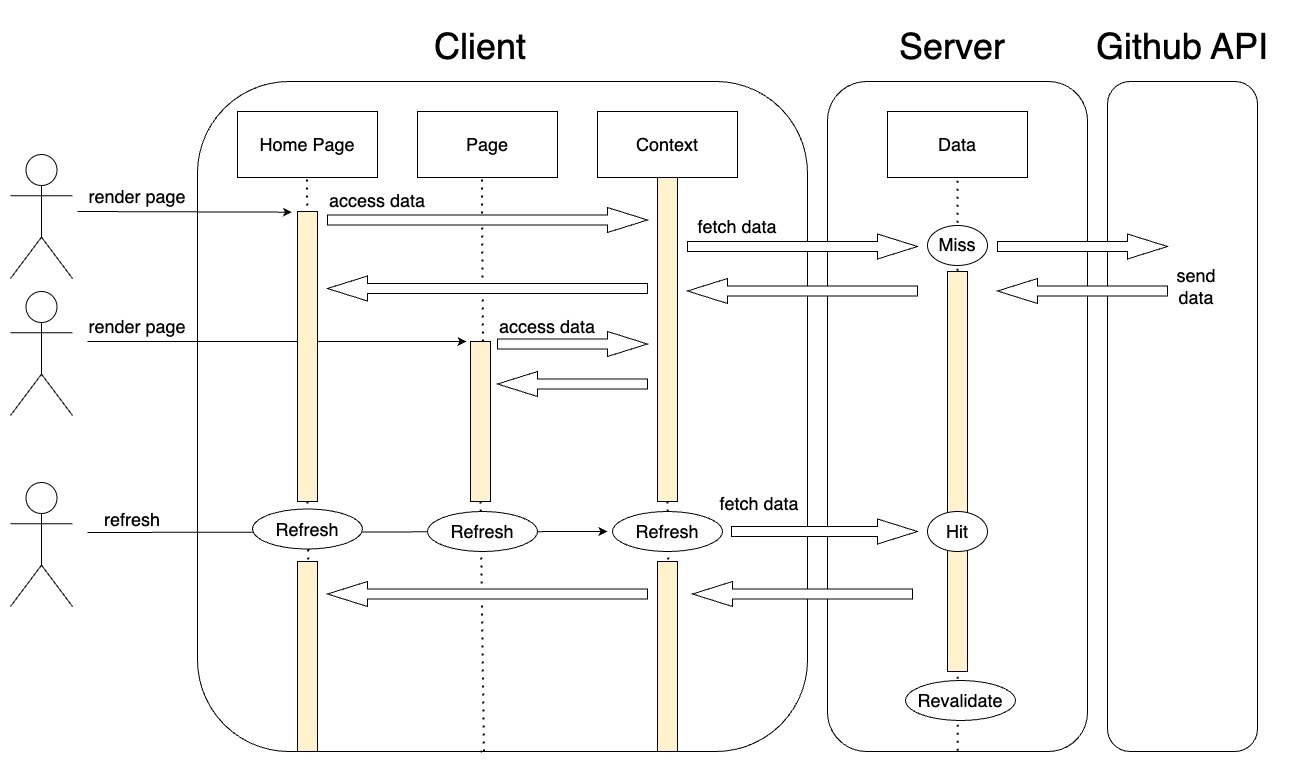 Client
Server
Github API
Home Page
Page
Context
Data
render page
access data
fetch data
Miss
send
data
render page
access data
refresh
Refresh
Refresh
Refresh
fetch data
Hit
Revalidate